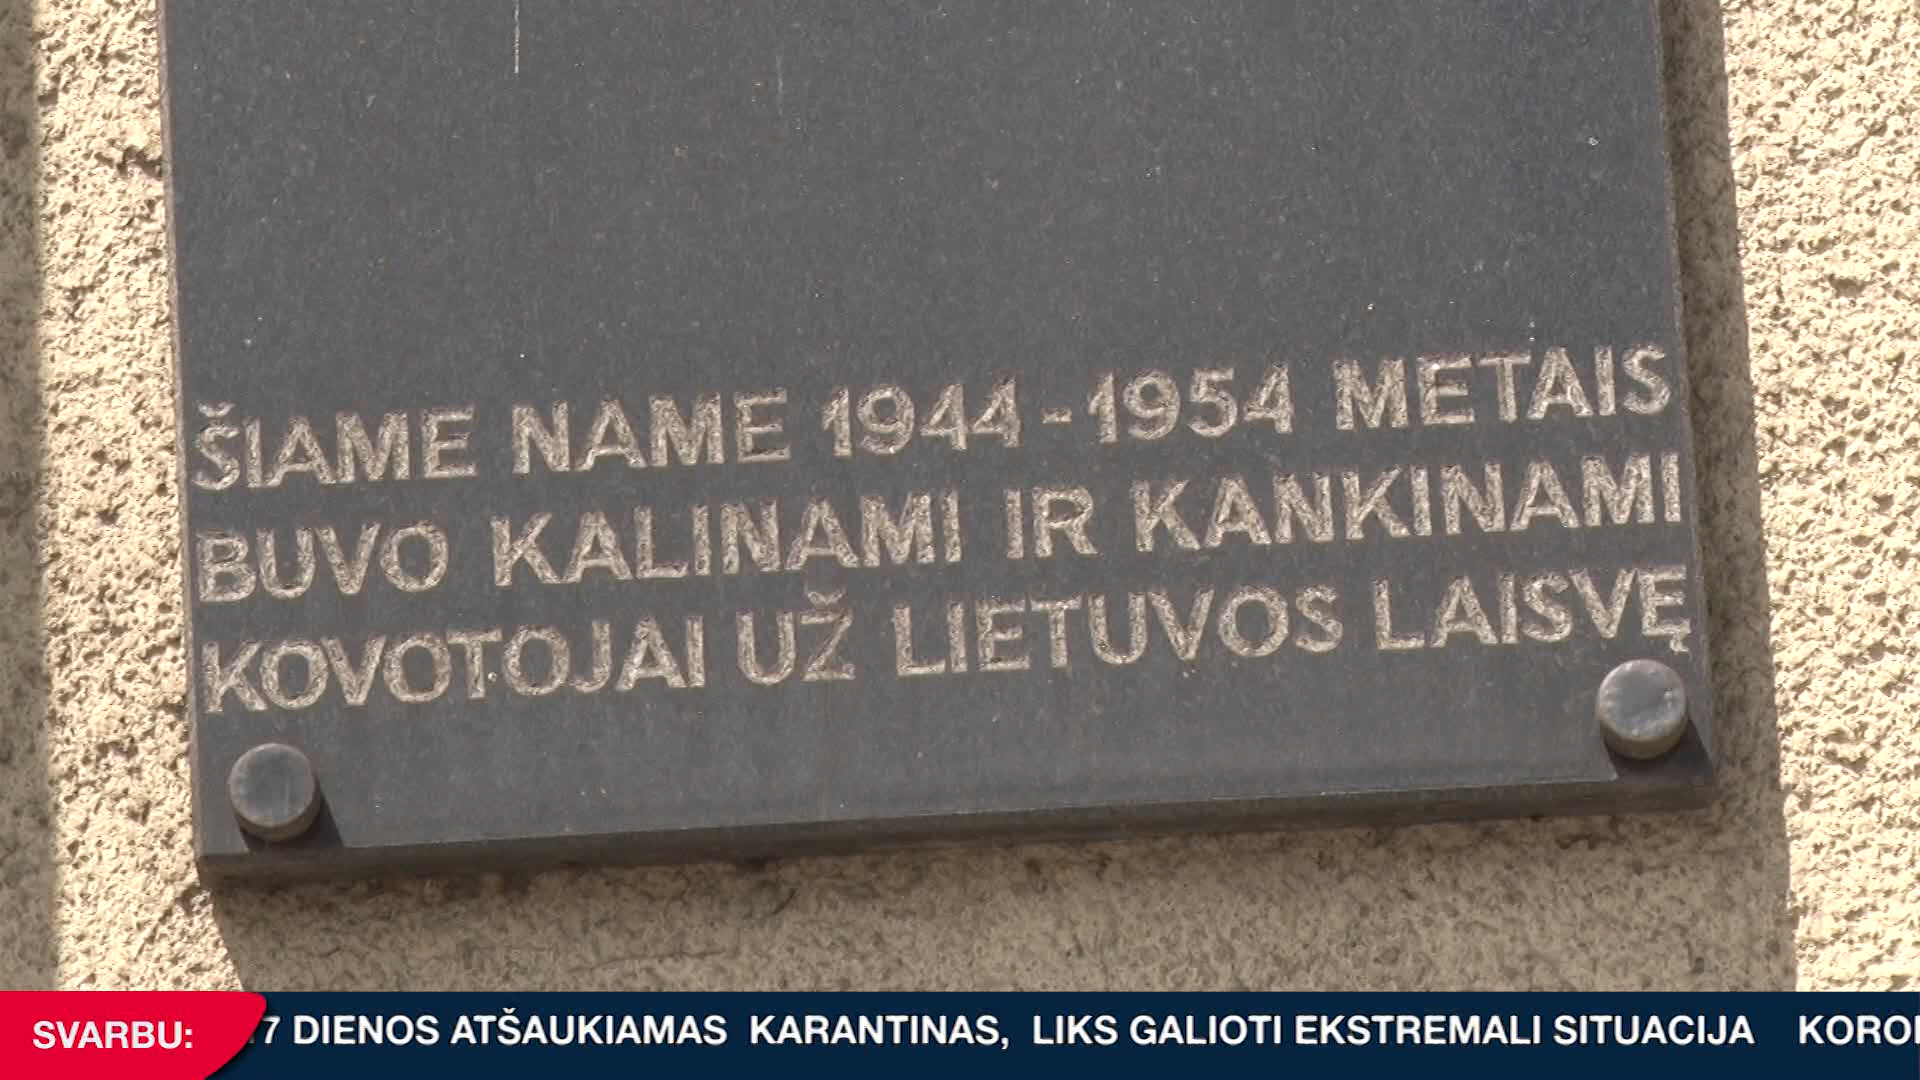 ŠIAME NAME 1944-1954 METAIS
BUVO KALINAMI IR KANKINAMI
KOVOTOJAI UŽ LIETUVOS LAISVĘ
SVARBU: 7 DIENOS ATŠAUKIAMAS KARANTINAS, LIKS GALIOTI EKSTREMALI SITUACIJA